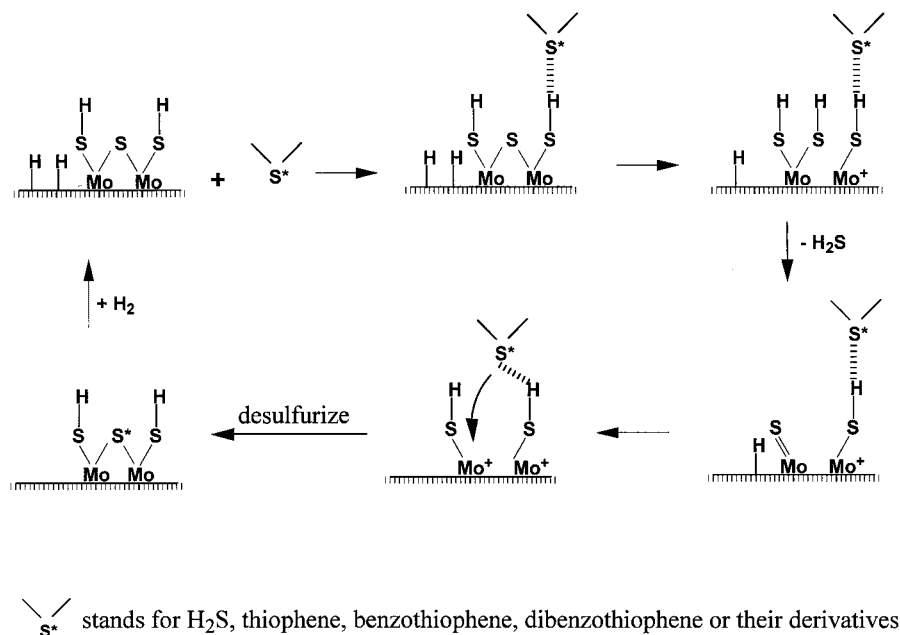 S* S*
H H H H H H H
S S S S S S S S S
H H H H H
Mo Mo + S* Mo Mo Mo Mo⁺
- H₂S
+ H₂
S*
S*
H H H H H
desulfurize
S S* S S S S S
H
Mo Mo Mo⁺ Mo⁺ Mo Mo⁺
S* stands for H₂S, thiophene, benzothiophene, dibenzothiophene or their derivatives